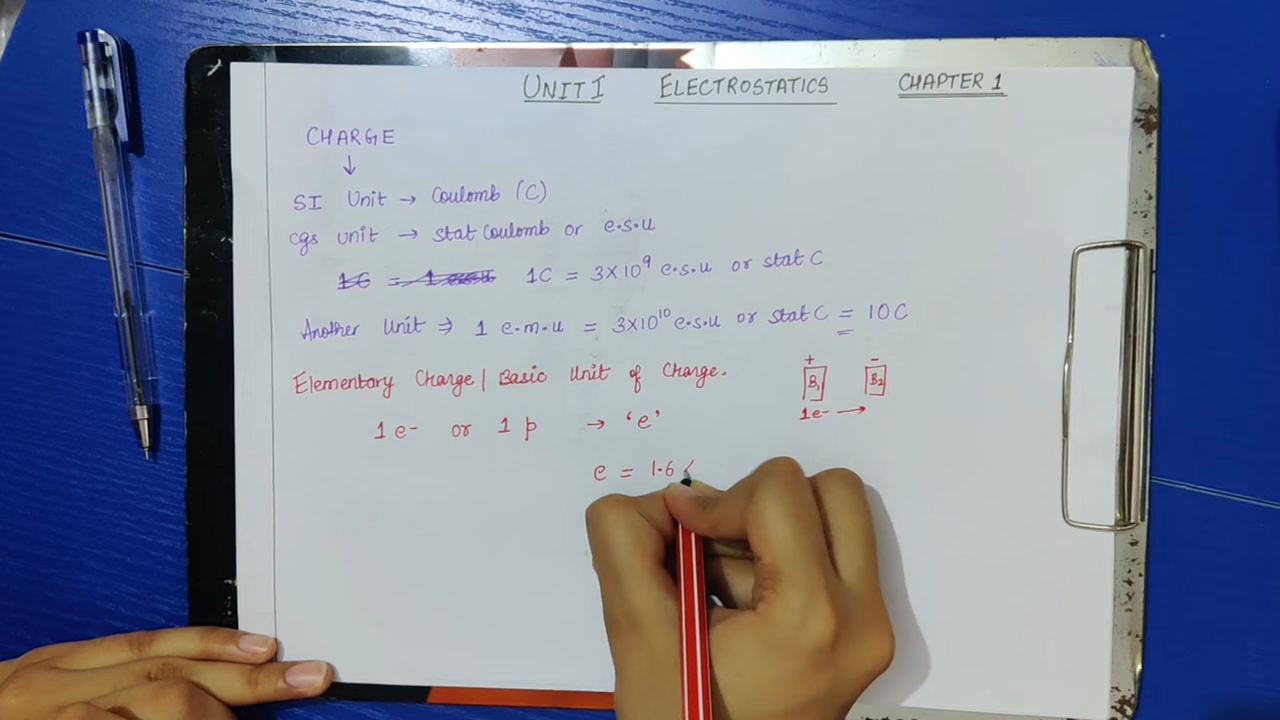 UNIT I ELECTROSTATICS CHAPTER 1
CHARGE
↓
SI Unit → Coulomb (C)
cgs unit → stat Coulomb or e.s.u
1C = 3×10⁹ e.s.u or stat C
Another Unit ⇒ 1 e.m.u = 3×10¹⁰ e.s.u or stat C = 10C
Elementary Charge | Basic Unit of Charge.
+ -
B₁ B₂
1e- →
1 e- or 1 p → 'e'
e = 1.6